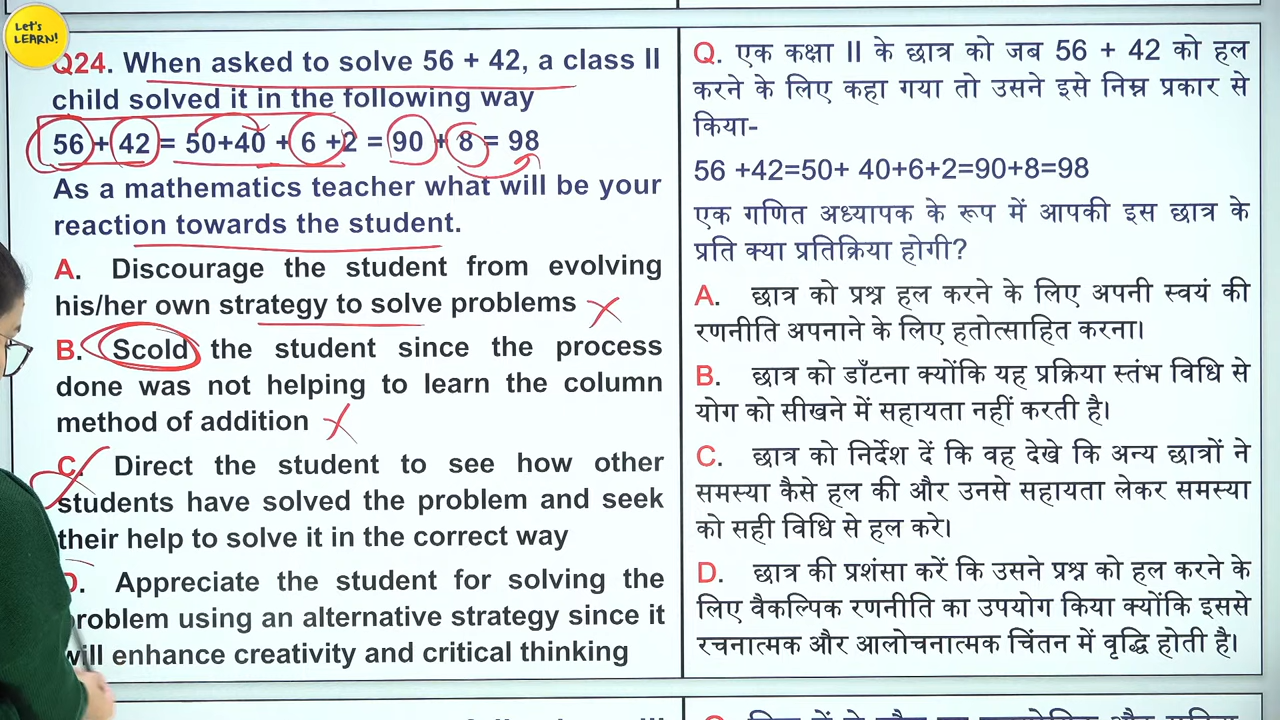 Let's
LEARN!
Q24. When asked to solve 56 + 42, a class II
child solved it in the following way
56 + 42 = 50+40 + 6 +2 = 90 + 8 = 98
As a mathematics teacher what will be your
reaction towards the student.
A. Discourage the student from evolving
his/her own strategy to solve problems
B. Scold the student since the process
done was not helping to learn the column
method of addition
C. Direct the student to see how other
students have solved the problem and seek
their help to solve it in the correct way
D. Appreciate the student for solving the
problem using an alternative strategy since it
will enhance creativity and critical thinking
Q. एक कक्षा II के छात्र को जब 56 + 42 को हल
करने के लिए कहा गया तो उसने इसे निम्न प्रकार से
किया-
56 +42=50+ 40+6+2=90+8=98
एक गणित अध्यापक के रूप में आपकी इस छात्र के
प्रति क्या प्रतिक्रिया होगी?
A. छात्र को प्रश्न हल करने के लिए अपनी स्वयं की
रणनीति अपनाने के लिए हतोत्साहित करना।
B. छात्र को डाँटना क्योंकि यह प्रक्रिया स्तंभ विधि से
योग को सीखने में सहायता नहीं करती है।
C. छात्र को निर्देश दें कि वह देखे कि अन्य छात्रों ने
समस्या कैसे हल की और उनसे सहायता लेकर समस्या
को सही विधि से हल करे।
D. छात्र की प्रशंसा करें कि उसने प्रश्न को हल करने के
लिए वैकल्पिक रणनीति का उपयोग किया क्योंकि इससे
रचनात्मक और आलोचनात्मक चिंतन में वृद्धि होती है।